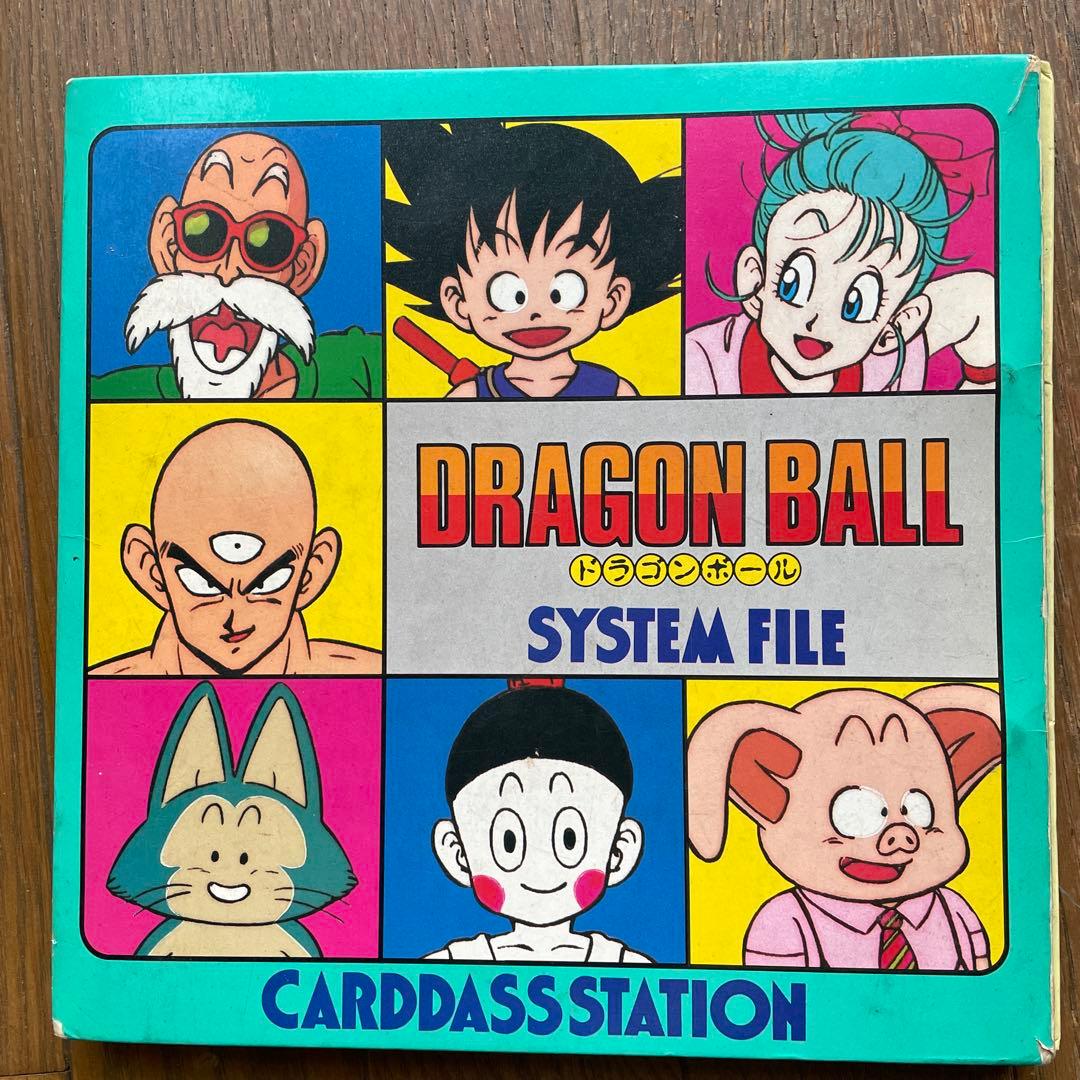 DRAGON BALL
ドラゴンボール
SYSTEM FILE
CARDDASS STATION